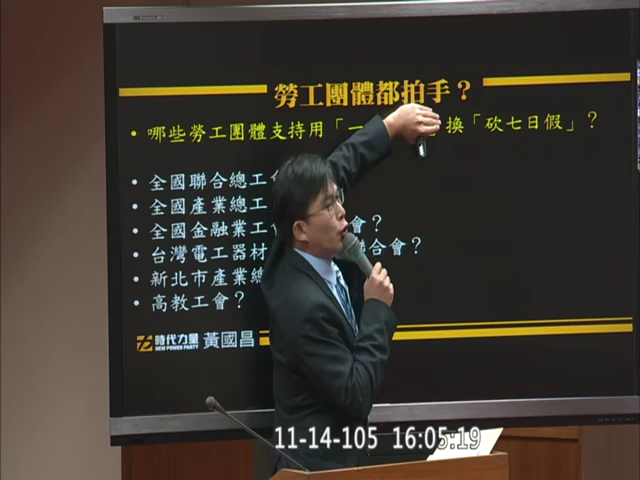 勞工團體都拍手？
• 哪些勞工團體支持用「一 換「砍七日假」？
• 全國聯合總工會
• 全國產業總工
• 全國金融業工 會？
• 台灣電工器材 聯合會？
• 新北市產業總
• 高教工會？
時代力量 黃國昌
NEW POWER PARTY
11-14-105 16:05:19